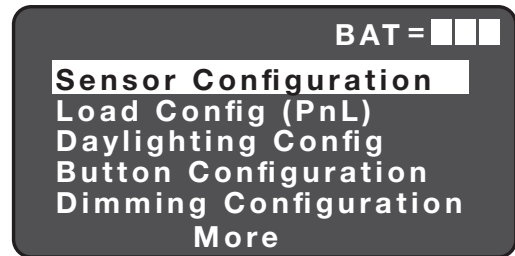 BAT=
Sensor Configuration
Load Config (PnL)
Daylighting Config
Button Configuration
Dimming Configuration
More